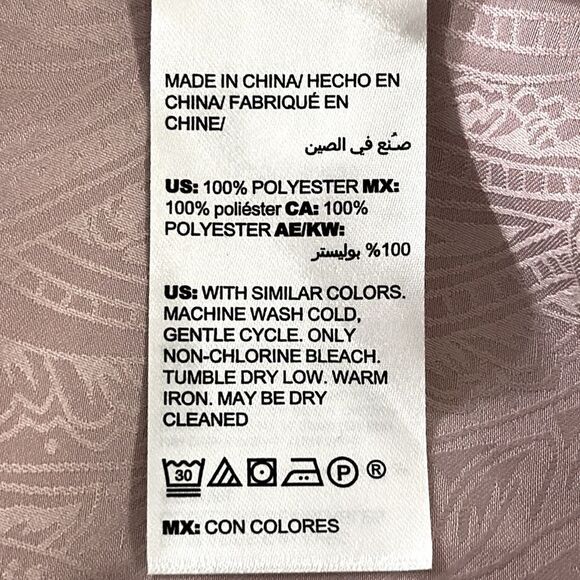 MADE IN CHINA/ HECHO EN
CHINA/ FABRIQUÉ EN
CHINE/
صُنع في الصين
US: 100% POLYESTER MX:
100% poliéster CA: 100%
POLYESTER AE/KW:
100% بوليستر
US: WITH SIMILAR COLORS.
MACHINE WASH COLD,
GENTLE CYCLE. ONLY
NON-CHLORINE BLEACH.
TUMBLE DRY LOW. WARM
IRON. MAY BE DRY
CLEANED
30 P ®
MX: CON COLORES